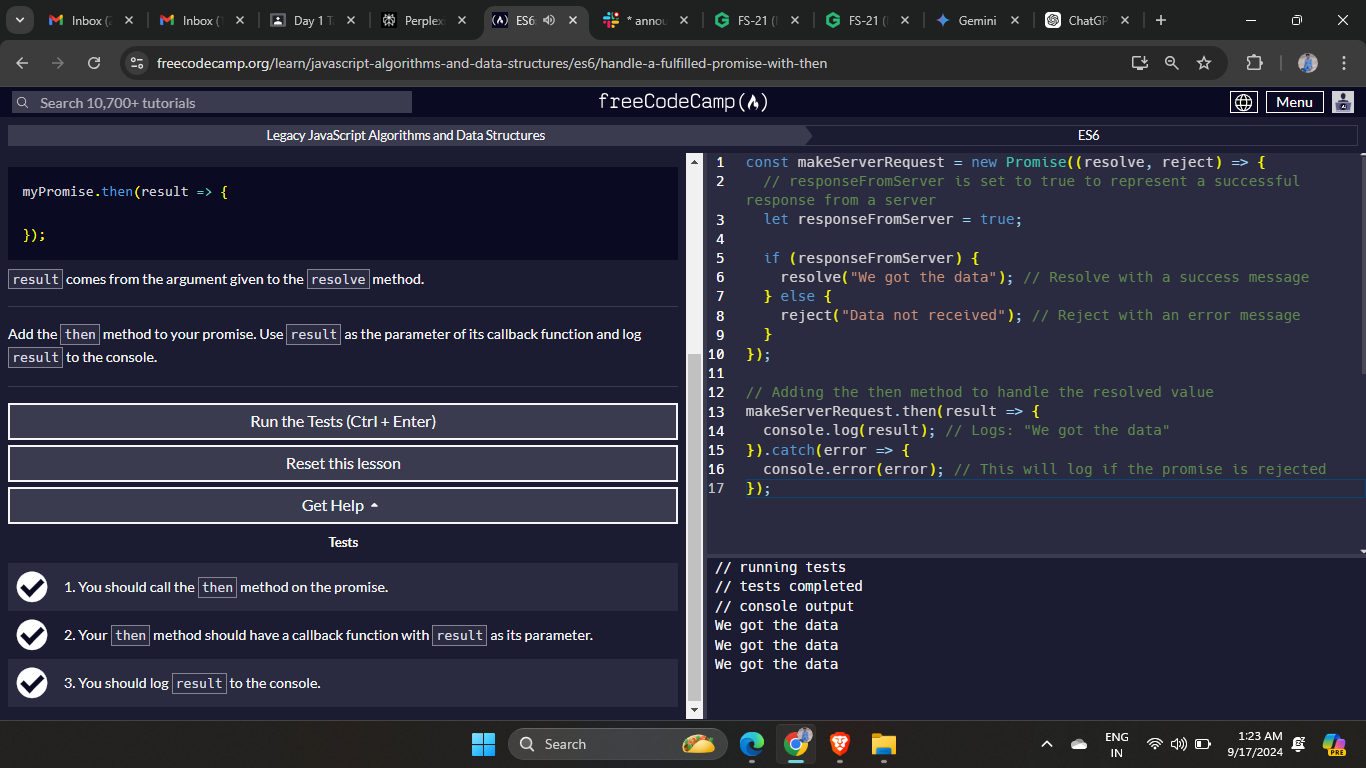 Inbox (2
Inbox (
Day 1 T
Perplex
ES6
* annou
FS-21 (
FS-21 (
Gemini
ChatGP
freecodecamp.org/learn/javascript-algorithms-and-data-structures/es6/handle-a-fulfilled-promise-with-then
Search 10,700+ tutorials
freeCodeCamp(🔥)
Menu
Legacy JavaScript Algorithms and Data Structures
ES6
myPromise.then(result => {
});
result comes from the argument given to the resolve method.
Add the then method to your promise. Use result as the parameter of its callback function and log
result to the console.
Run the Tests (Ctrl + Enter)
Reset this lesson
Get Help
Tests
1. You should call the then method on the promise.
2. Your then method should have a callback function with result as its parameter.
3. You should log result to the console.
1 const makeServerRequest = new Promise((resolve, reject) => {
2 // responseFromServer is set to true to represent a successful
response from a server
3 let responseFromServer = true;
4
5 if (responseFromServer) {
6 resolve("We got the data"); // Resolve with a success message
7 } else {
8 reject("Data not received"); // Reject with an error message
9 }
10 });
11
12 // Adding the then method to handle the resolved value
13 makeServerRequest.then(result => {
14 console.log(result); // Logs: "We got the data"
15 }).catch(error => {
16 console.error(error); // This will log if the promise is rejected
17 });
// running tests
// tests completed
// console output
We got the data
We got the data
We got the data
Search
ENG
IN
1:23 AM
9/17/2024
PRE